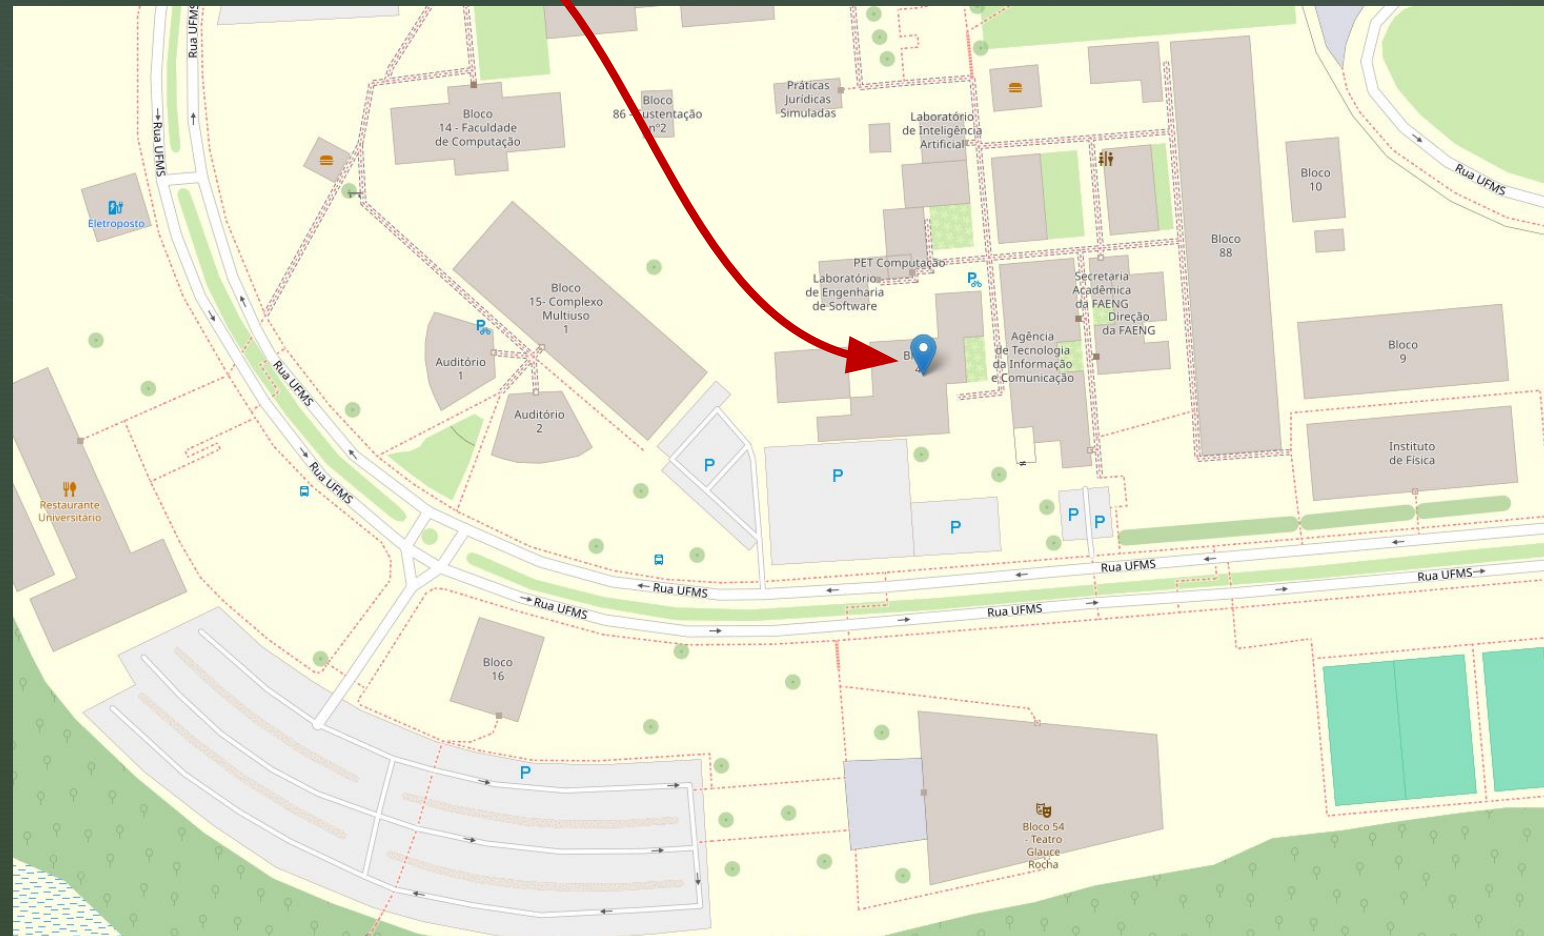 Rua UFMS
Práticas
Jurídicas
Simuladas
Bloco
14 - Faculdade
de Computação
Bloco
nº2
Laboratório
de Inteligência
Artificial
Rua UFMS
Rua UFMS
Bloco
10
Eletroposto
Bloco
88
PET Computação
Laboratório
de Engenharia
de Software
Secretaria
Acadêmica
da FAENG
Direção
da FAENG
Bloco
15- Complexo
Multiuso
1
Agência
de Tecnologia
da Informação
e Comunicação
Bloco
9
Auditório
1
Rua UFMS
Auditório
2
Instituto
de Física
P
P
P
P
P
P
P
Rua UFMS
Restaurante
Universitário
Rua UFMS
Rua UFMS
Rua UFMS
Rua UFMS
Rua UFMS
Bloco
16
P
Bloco 54
- Teatro
Glauce
Rocha